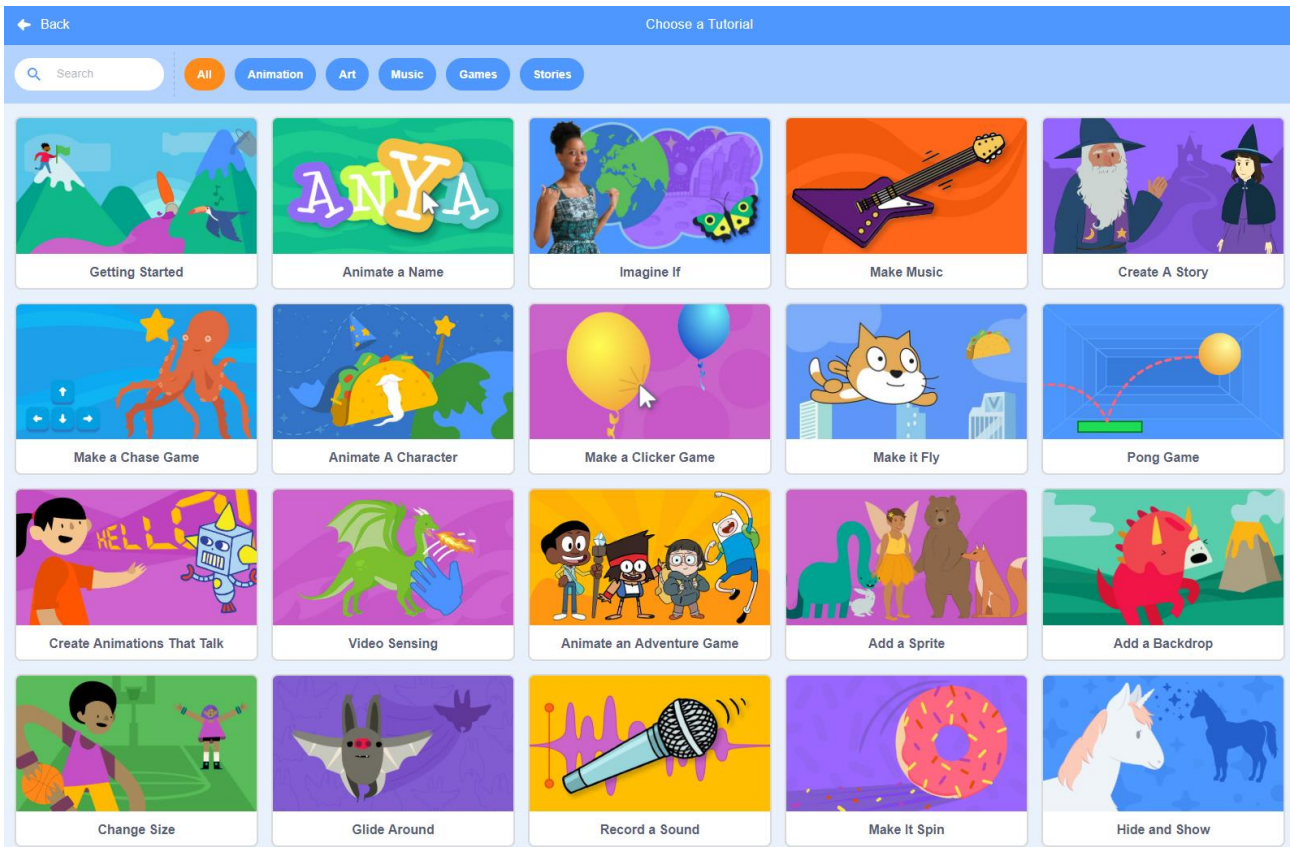 Back
Choose a Tutorial
Search
All
Animation
Art
Music
Games
Stories
ANYA
Getting Started
Animate a Name
Imagine If
Make Music
Create A Story
Make a Chase Game
Animate A Character
Make a Clicker Game
Make it Fly
Pong Game
HELLO!
Create Animations That Talk
Video Sensing
Animate an Adventure Game
Add a Sprite
Add a Backdrop
Change Size
Glide Around
Record a Sound
Make It Spin
Hide and Show